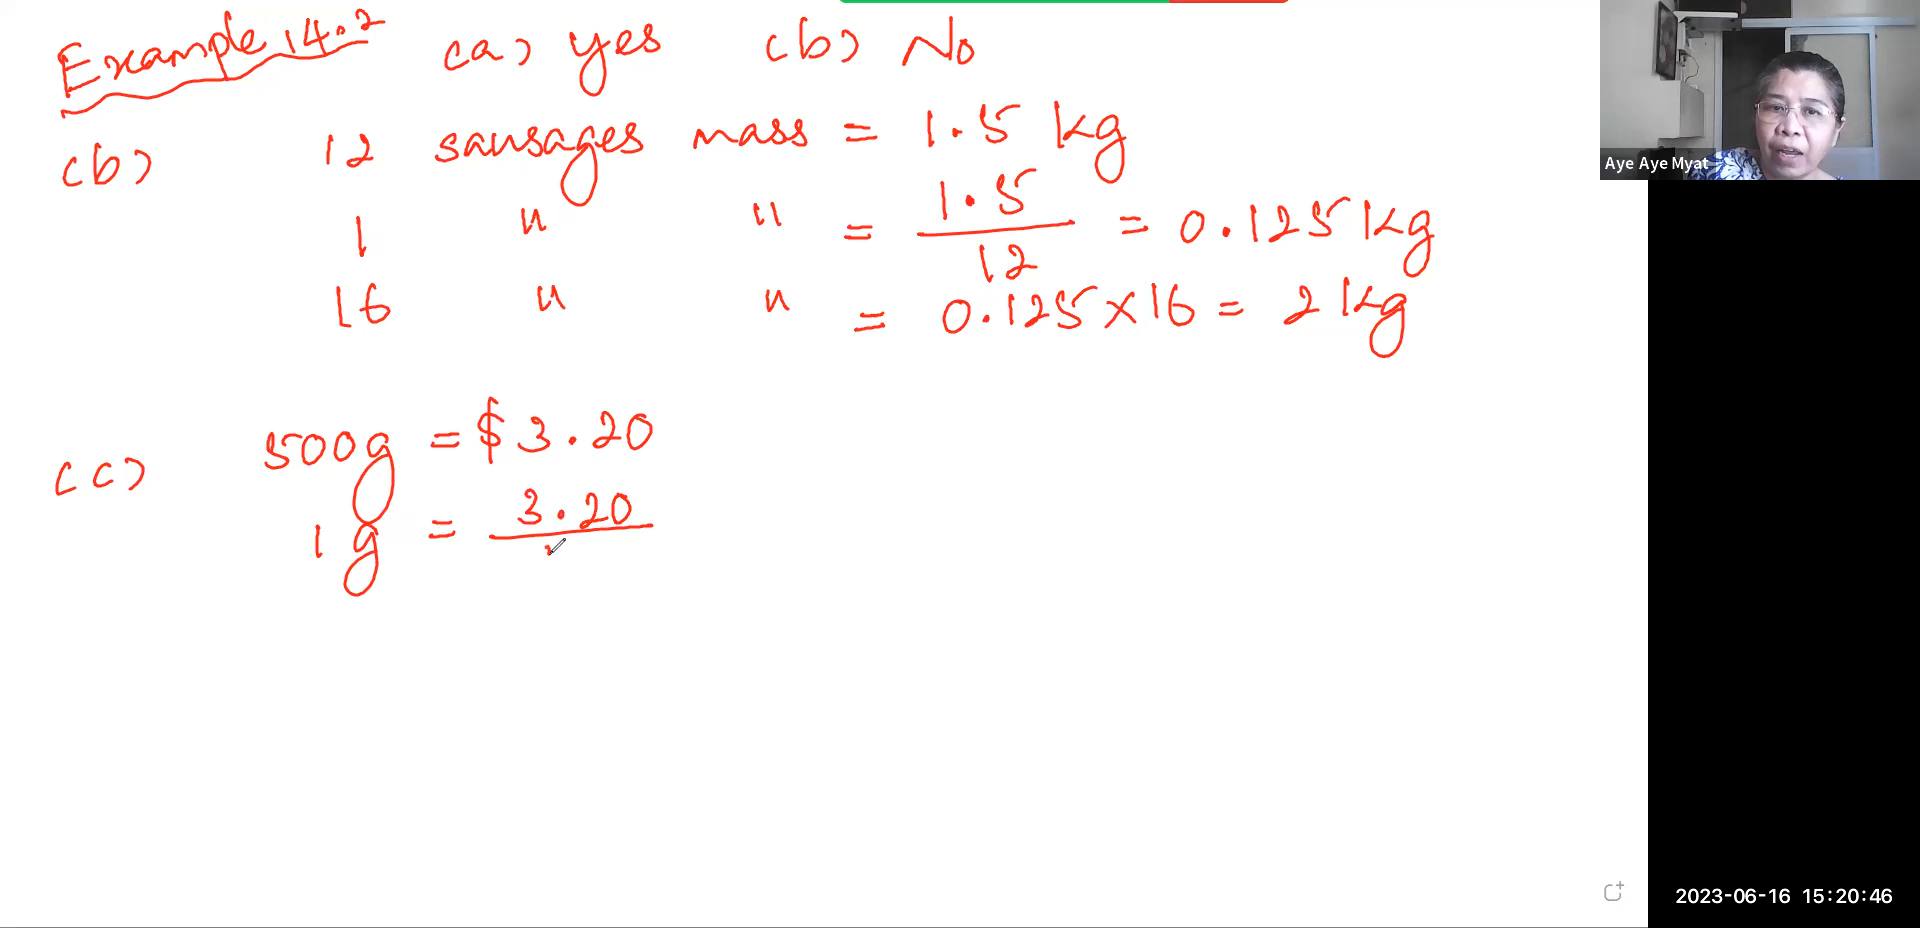 Example 14.2 (a) yes (b) No
(b) 12 sausages mass = 1.5 kg
1 " " = 1.5/12 = 0.125 kg
16 " " = 0.125 × 16 = 2 kg
(c) 500g = $ 3.20
1 g = 3.20
Aye Aye Myat
2023-06-16 15:20:46